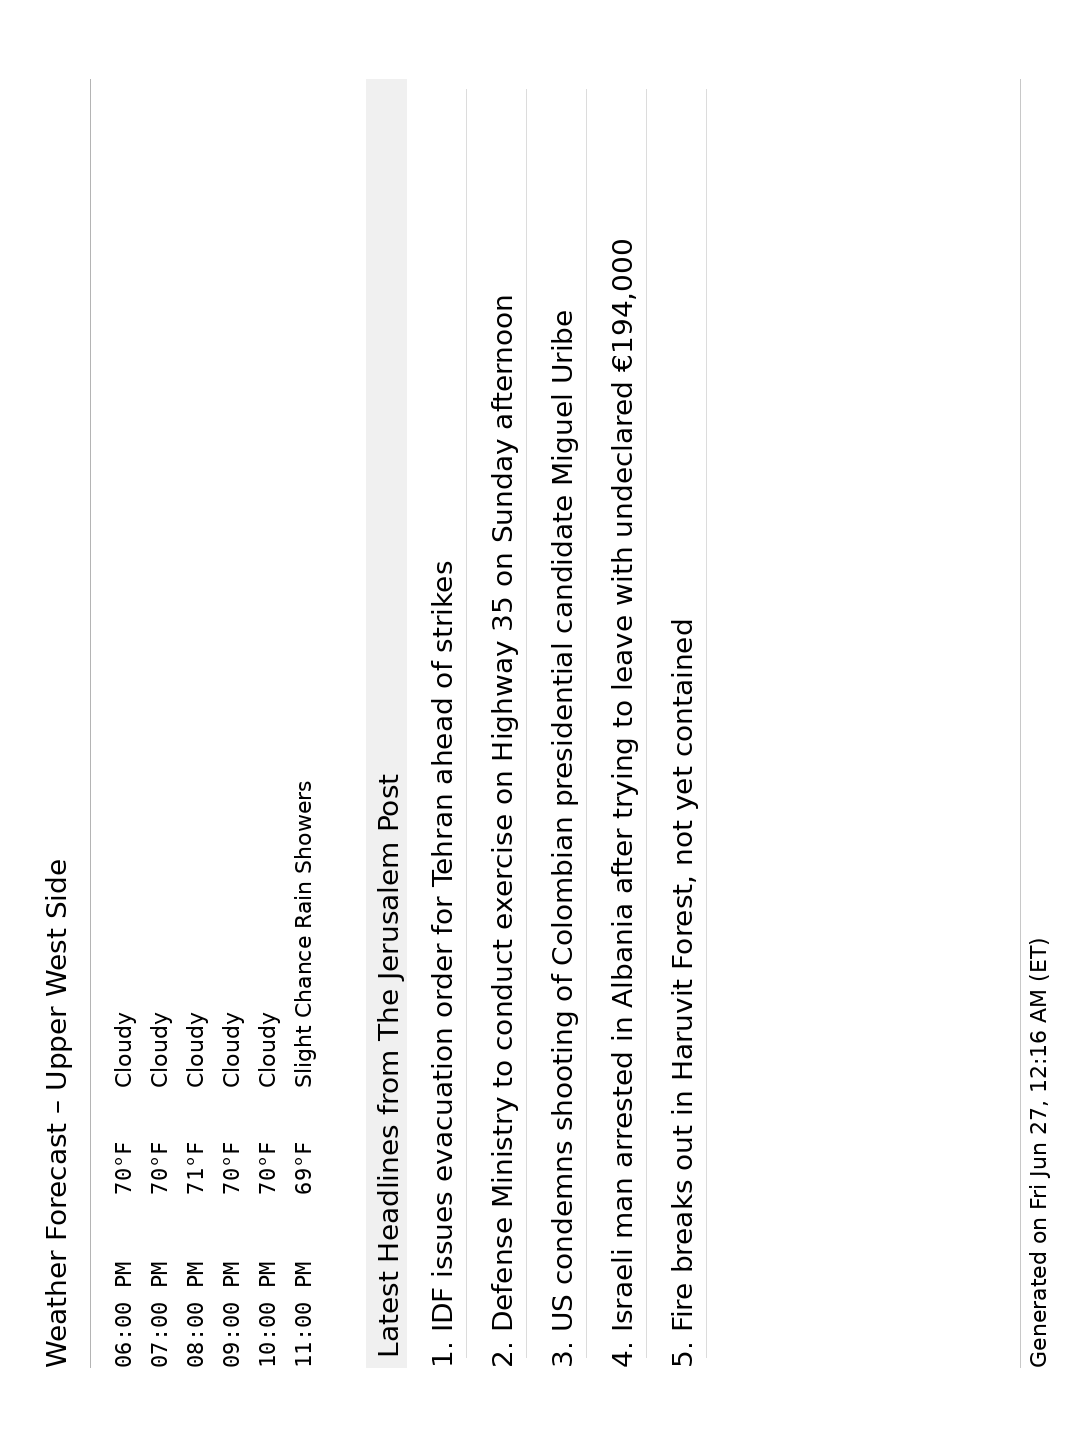 Weather Forecast – Upper West Side
06:00 PM 70°F Cloudy
07:00 PM 70°F Cloudy
08:00 PM 71°F Cloudy
09:00 PM 70°F Cloudy
10:00 PM 70°F Cloudy
11:00 PM 69°F Slight Chance Rain Showers
Latest Headlines from The Jerusalem Post
1. IDF issues evacuation order for Tehran ahead of strikes
2. Defense Ministry to conduct exercise on Highway 35 on Sunday afternoon
3. US condemns shooting of Colombian presidential candidate Miguel Uribe
4. Israeli man arrested in Albania after trying to leave with undeclared €194,000
5. Fire breaks out in Haruvit Forest, not yet contained
Generated on Fri Jun 27, 12:16 AM (ET)